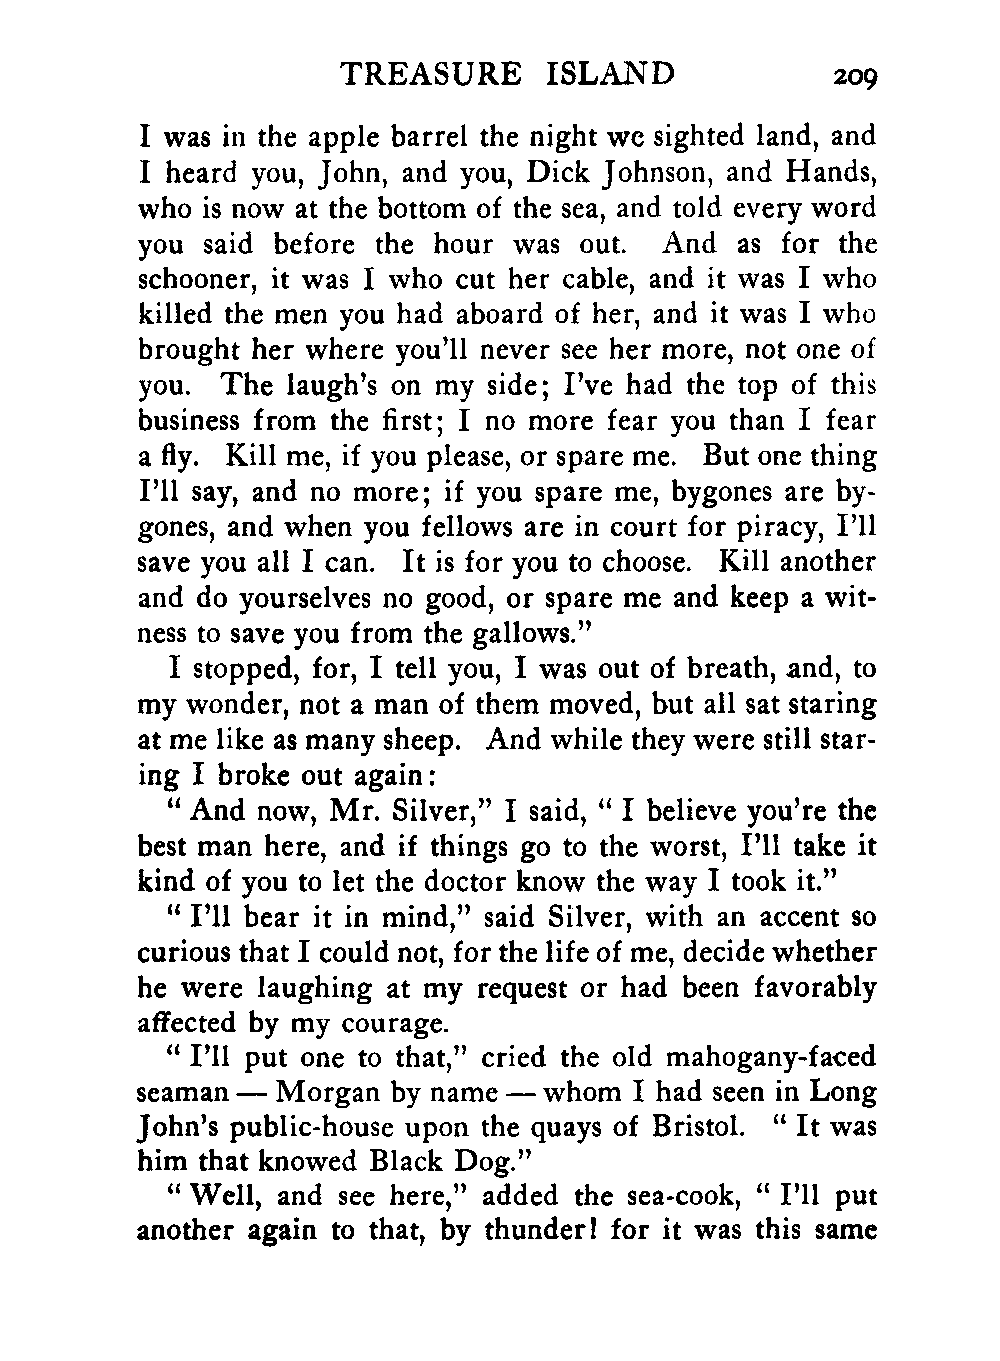 TREASURE ISLAND 209
I was in the apple barrel the night we sighted land, and
I heard you, John, and you, Dick Johnson, and Hands,
who is now at the bottom of the sea, and told every word
you said before the hour was out. And as for the
schooner, it was I who cut her cable, and it was I who
killed the men you had aboard of her, and it was I who
brought her where you'll never see her more, not one of
you. The laugh's on my side; I've had the top of this
business from the first; I no more fear you than I fear
a fly. Kill me, if you please, or spare me. But one thing
I'll say, and no more; if you spare me, bygones are by-
gones, and when you fellows are in court for piracy, I'll
save you all I can. It is for you to choose. Kill another
and do yourselves no good, or spare me and keep a wit-
ness to save you from the gallows."
I stopped, for, I tell you, I was out of breath, and, to
my wonder, not a man of them moved, but all sat staring
at me like as many sheep. And while they were still star-
ing I broke out again:
"And now, Mr. Silver," I said, "I believe you're the
best man here, and if things go to the worst, I'll take it
kind of you to let the doctor know the way I took it."
"I'll bear it in mind," said Silver, with an accent so
curious that I could not, for the life of me, decide whether
he were laughing at my request or had been favorably
affected by my courage.
"I'll put one to that," cried the old mahogany-faced
seaman — Morgan by name — whom I had seen in Long
John's public-house upon the quays of Bristol. "It was
him that knowed Black Dog."
"Well, and see here," added the sea-cook, "I'll put
another again to that, by thunder! for it was this same